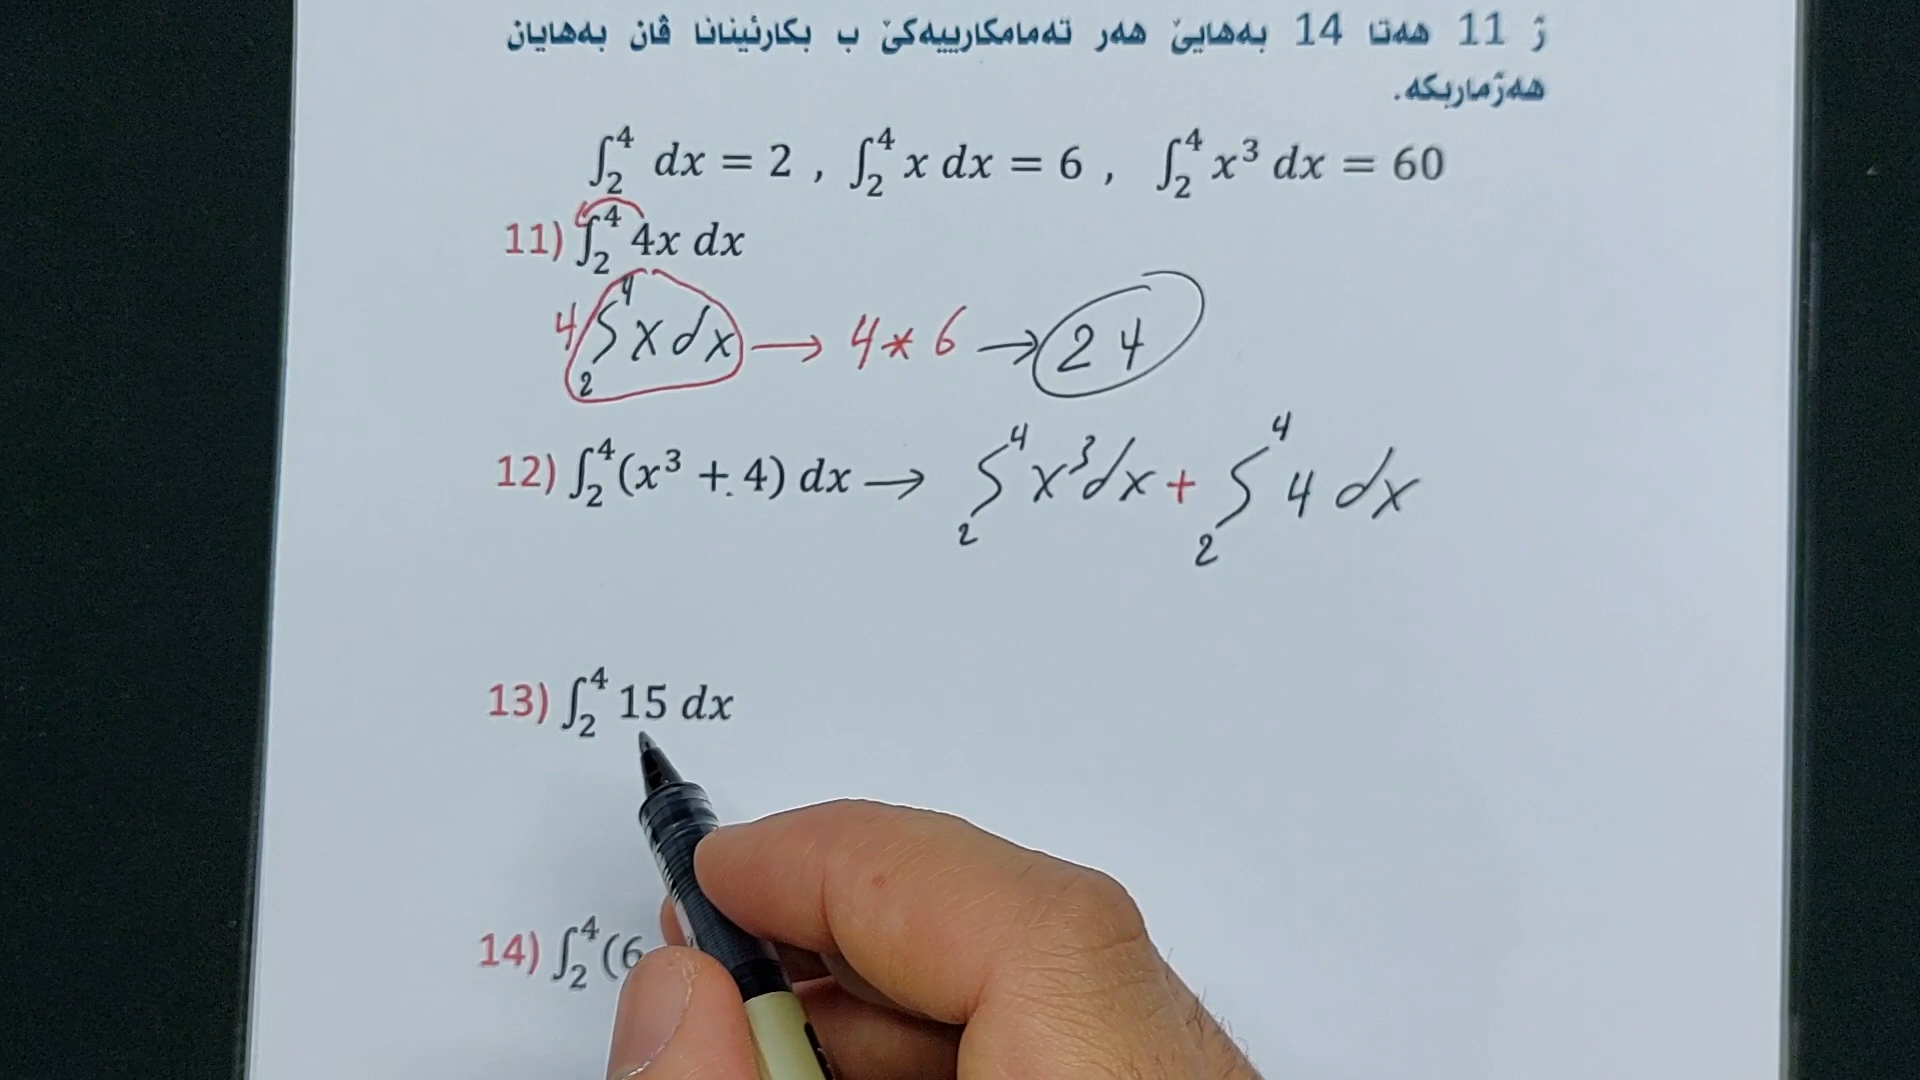 ژ 11 هەتا 14 بەهایێ هەر تەمامکارییەکێ ب بکارئینانا ڤان بەهایان
هەژماربکە.
∫₂⁴ dx = 2 , ∫₂⁴ x dx = 6 , ∫₂⁴ x³ dx = 60
11) ∫₂⁴ 4x dx
4 ∫₂⁴ x dx → 4 * 6 → 24
12) ∫₂⁴ (x³ + 4) dx → ∫₂⁴ x³ dx + ∫₂⁴ 4 dx
13) ∫₂⁴ 15 dx
14) ∫₂⁴ (6